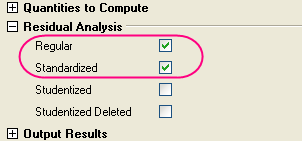 Quantities to Compute
Residual Analysis
Regular
Standardized
Studentized
Studentized Deleted
Output Results